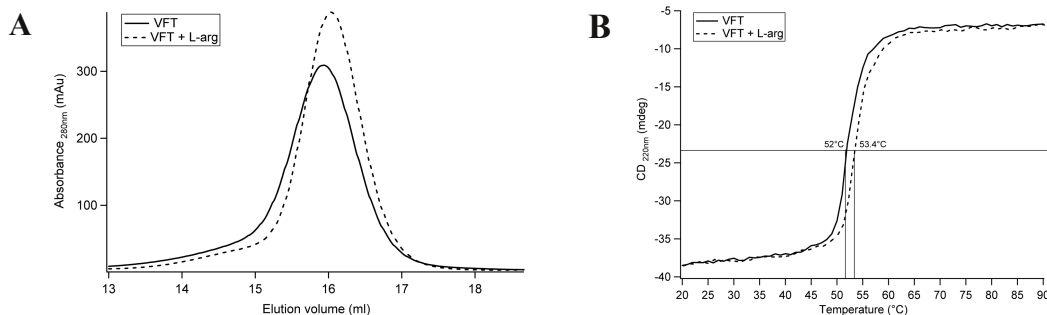 A
VFT
VFT + L-arg
Absorbance 280nm (mAu)
300
200
100
13 14 15 16 17 18
Elution volume (ml)
B
VFT
VFT + L-arg
CD 220nm (mdeg)
-5
-10
-15
-20
-25
-30
-35
-40
52°C 53.4°C
20 25 30 35 40 45 50 55 60 65 70 75 80 85 90
Temperature (°C)